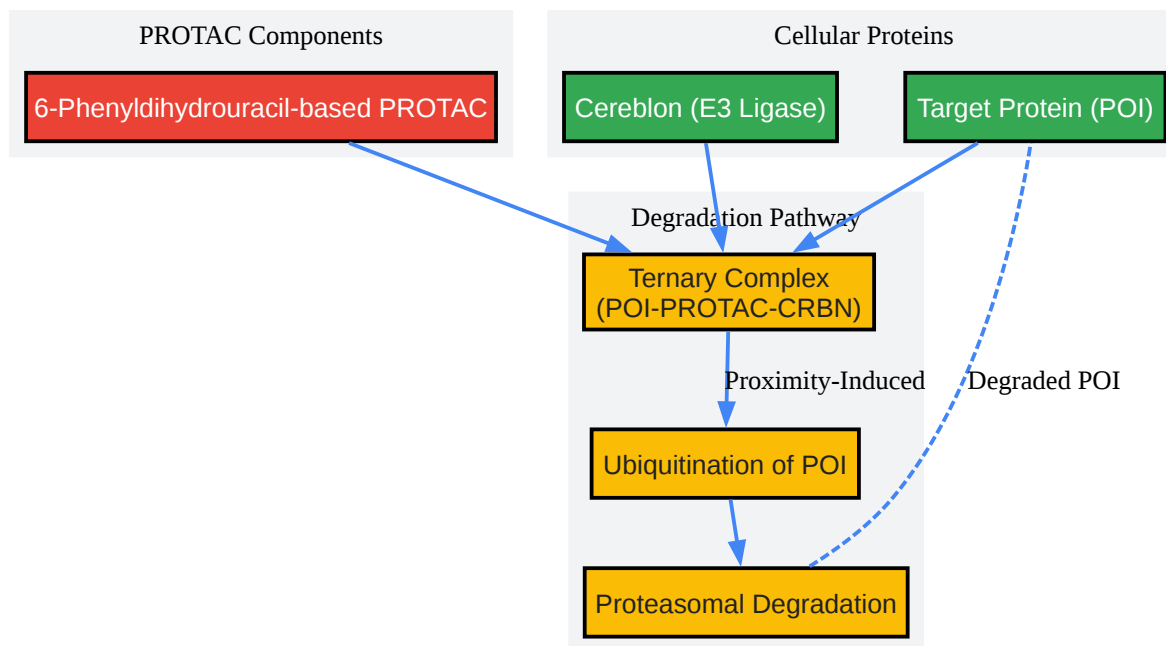 PROTAC Components
Cellular Proteins
6-Phenyldihydrouracil-based PROTAC
Cereblon (E3 Ligase)
Target Protein (POI)
Degradation Pathway
Ternary Complex
(POI-PROTAC-CRBN)
Proximity-Induced
Degraded POI
Ubiquitination of POI
Proteasomal Degradation